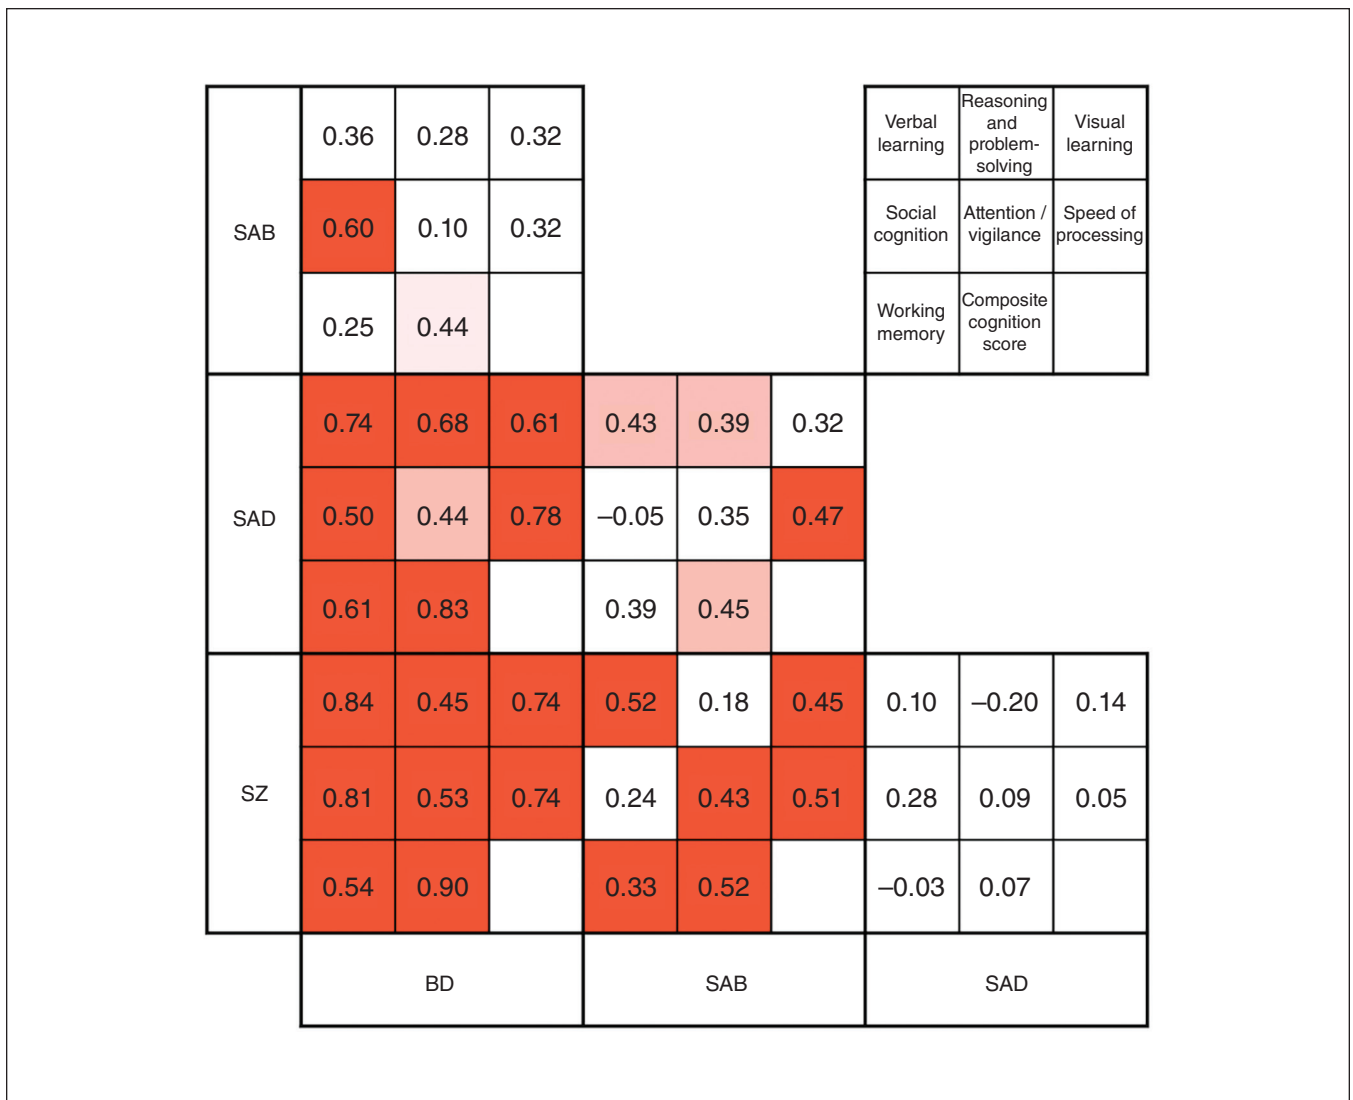 0.36 0.28 0.32
Verbal learning
Reasoning and problem-solving
Visual learning
SAB
0.60 0.10 0.32
Social cognition
Attention / vigilance
Speed of processing
0.25 0.44
Working memory
Composite cognition score
0.74 0.68 0.61 0.43 0.39 0.32
SAD
0.50 0.44 0.78 –0.05 0.35 0.47
0.61 0.83 0.39 0.45
0.84 0.45 0.74 0.52 0.18 0.45 0.10 –0.20 0.14
SZ
0.81 0.53 0.74 0.24 0.43 0.51 0.28 0.09 0.05
0.54 0.90 0.33 0.52 –0.03 0.07
BD SAB SAD